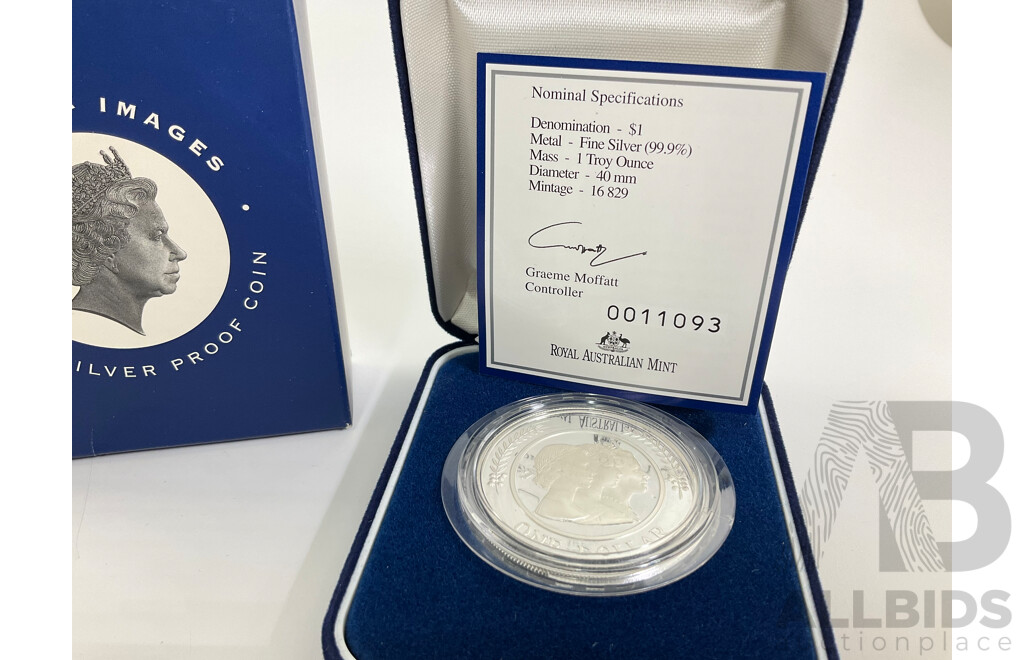 IMAGES
SILVER PROOF COIN
Nominal Specifications
Denomination - $1
Metal - Fine Silver (99.9%)
Mass - 1 Troy Ounce
Diameter - 40 mm
Mintage - 16 829
Graeme Moffatt
Controller
0011093
ROYAL AUSTRALIAN MINT
ALLBIDS